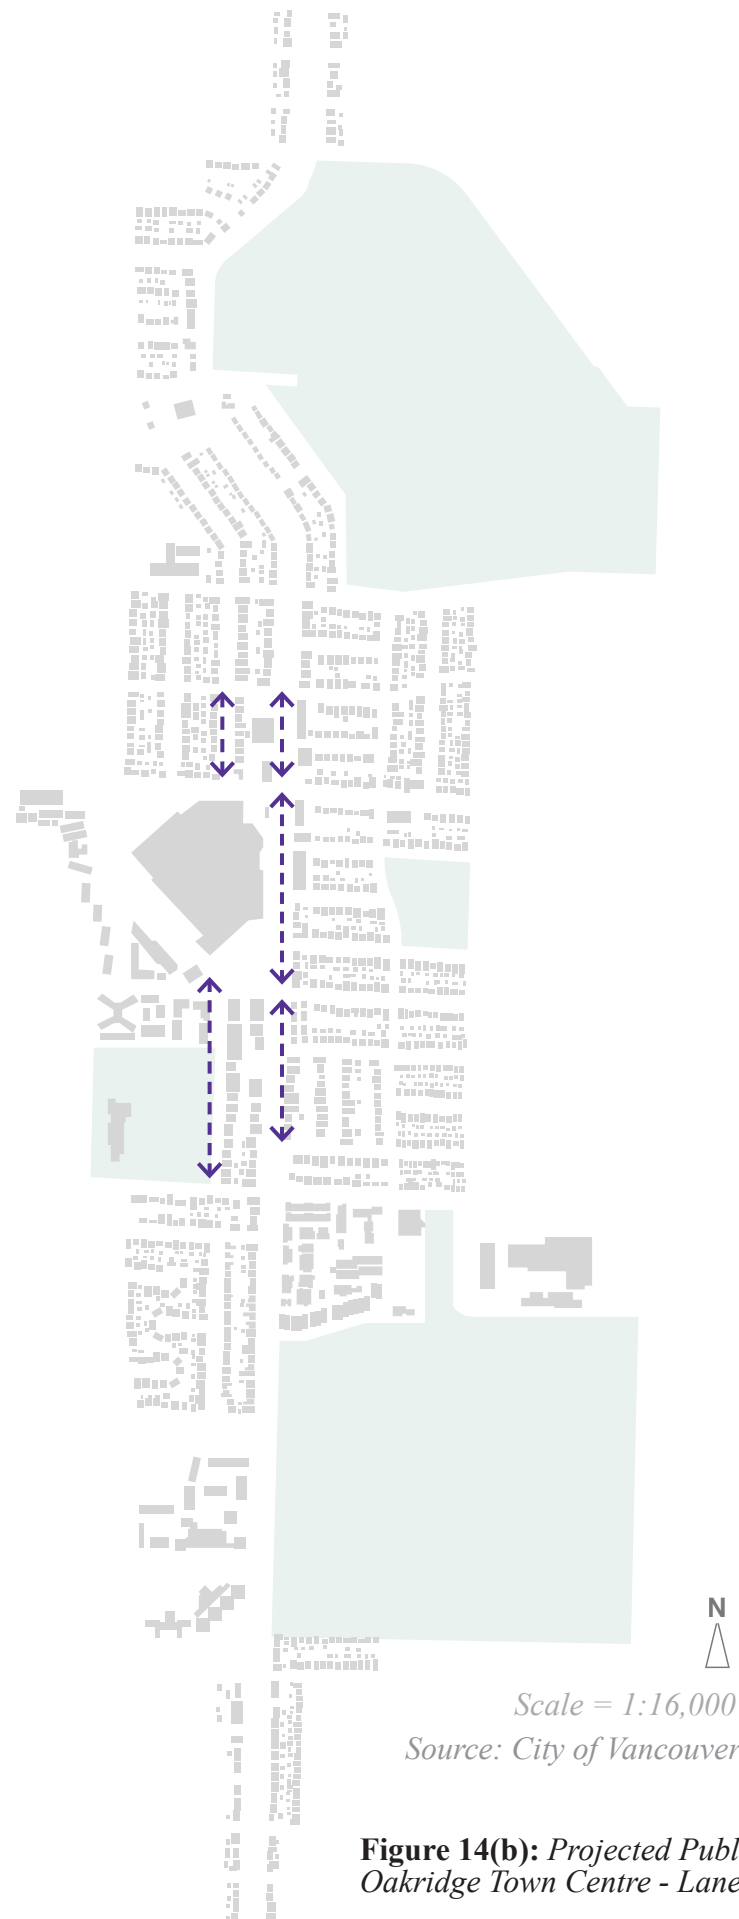 N
Scale = 1:16,000
Source: City of Vancouver
Figure 14(b): Projected Publ
Oakridge Town Centre - Lane